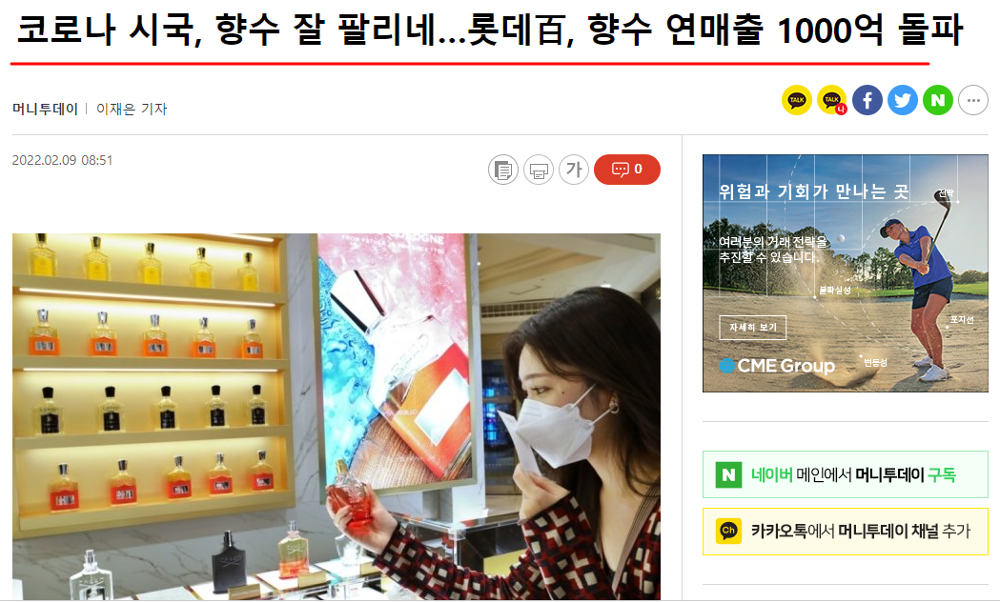 코로나 시국, 향수 잘 팔리네...롯데百, 향수 연매출 1000억 돌파
머니투데이 | 이재은 기자
TALK
TALK
나
f
N
2022.02.09 08:51
가
0
위험과 기회가 만나는 곳
전략
여러분의 거래 전략을
추진할 수 있습니다.
불확실성
포지션
자세히 보기
변동성
CME Group
N 네이버 메인에서 머니투데이 구독
Ch 카카오톡에서 머니투데이 채널 추가